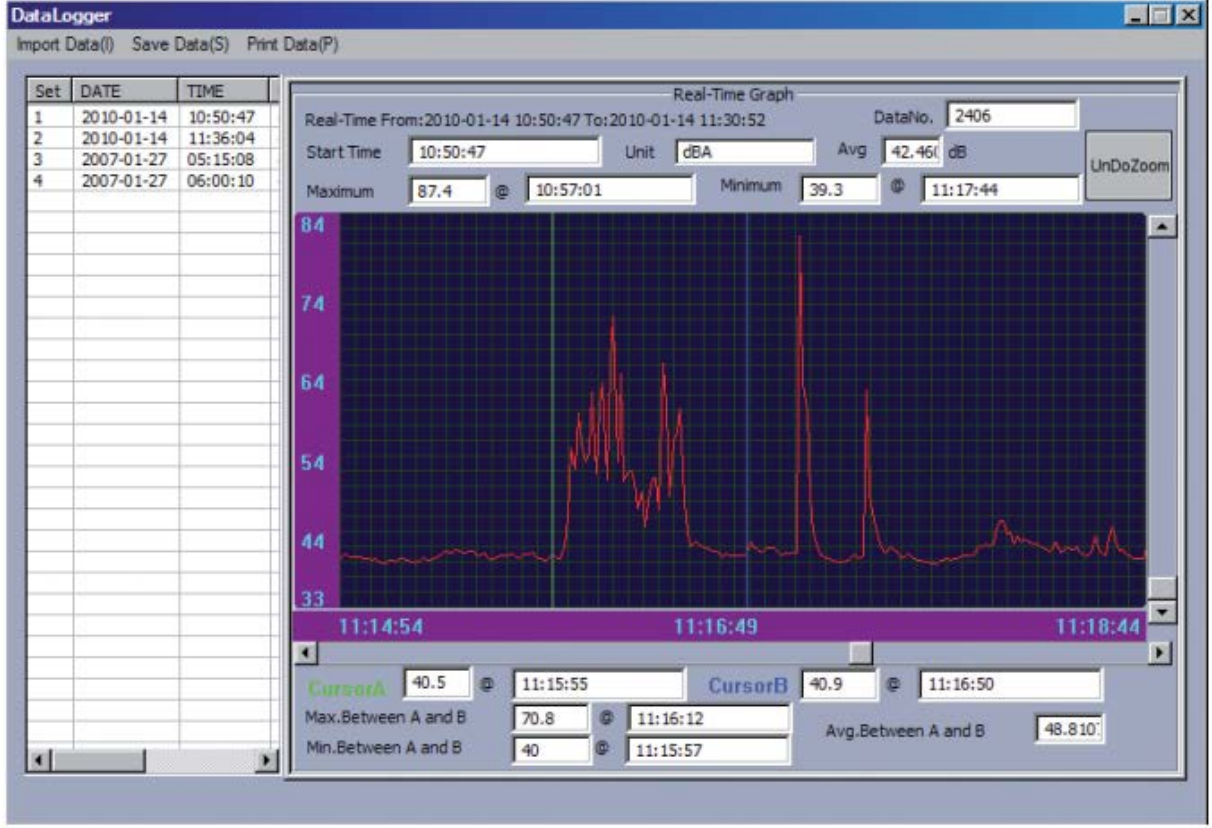 DataLogger
Import Data(I) Save Data(S) Print Data(P)
Set DATE TIME
1 2010-01-14 10:50:47
2 2010-01-14 11:36:04
3 2007-01-27 05:15:08
4 2007-01-27 06:00:10
Real-Time Graph
Real-Time From:2010-01-14 10:50:47 To:2010-01-14 11:30:52 DataNo. 2406
Start Time 10:50:47 Unit dBA Avg 42.46 dB
UnDoZoom
Maximum 87.4 @ 10:57:01 Minimum 39.3 @ 11:17:44
84
74
64
54
44
33
11:14:54 11:16:49 11:18:44
CursorA 40.5 @ 11:15:55 CursorB 40.9 @ 11:16:50
Max.Between A and B 70.8 @ 11:16:12
Avg.Between A and B 48.810
Min.Between A and B 40 @ 11:15:57